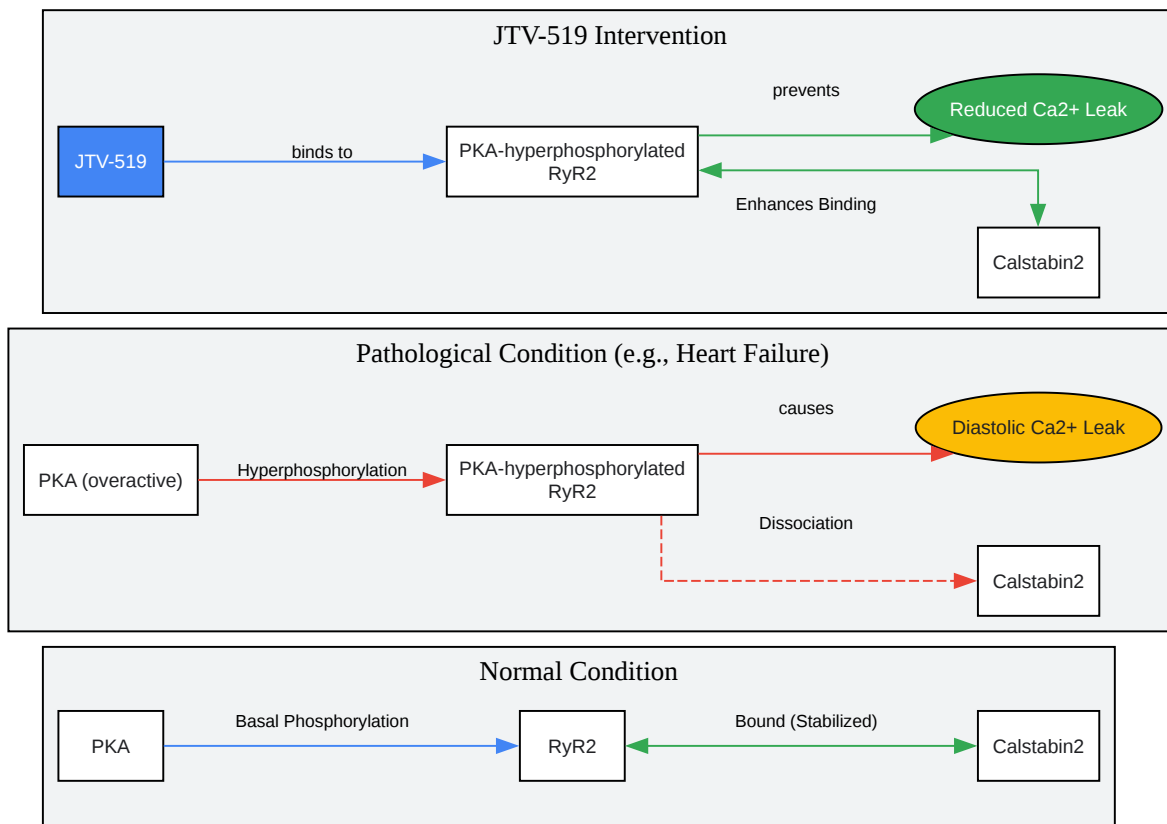 JTV-519 Intervention
prevents
Reduced Ca2+ Leak
JTV-519
binds to
PKA-hyperphosphorylated
RyR2
Enhances Binding
Calstabin2
Pathological Condition (e.g., Heart Failure)
causes
Diastolic Ca2+ Leak
PKA (overactive)
Hyperphosphorylation
PKA-hyperphosphorylated
RyR2
Dissociation
Calstabin2
Normal Condition
PKA
Basal Phosphorylation
RyR2
Bound (Stabilized)
Calstabin2